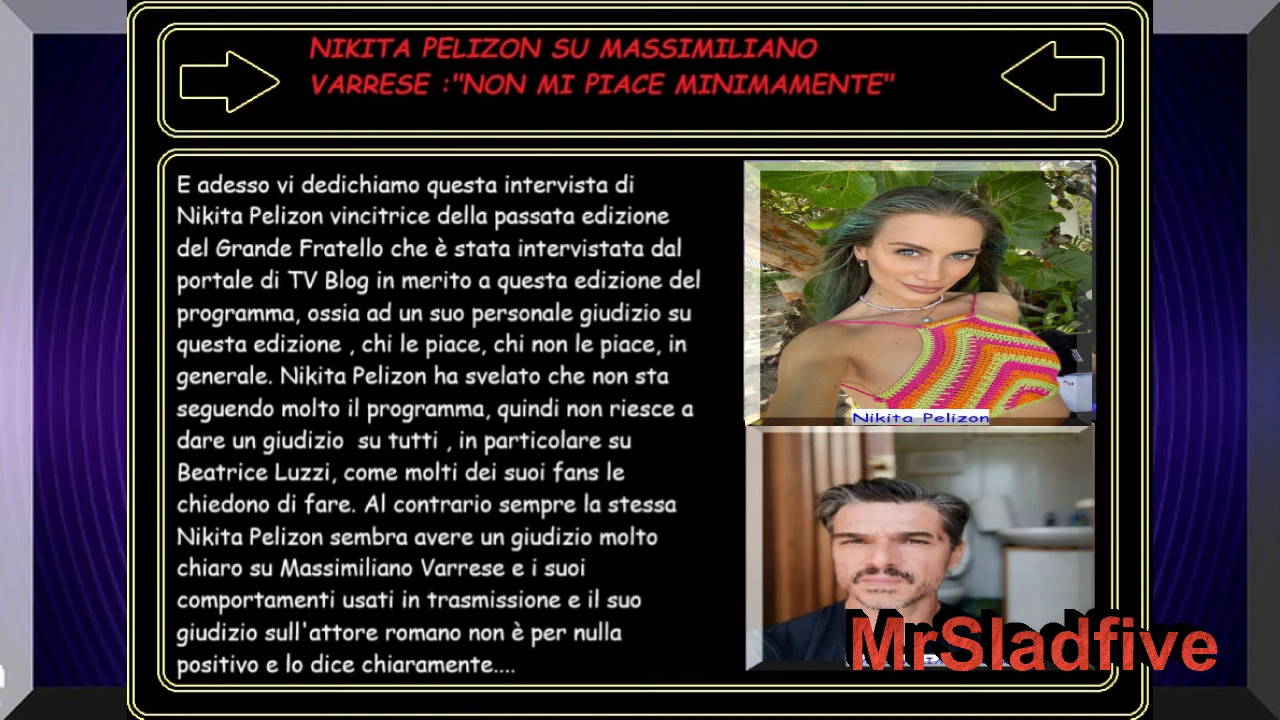 NIKITA PELIZON SU MASSIMILIANO
VARRESE :"NON MI PIACE MINIMAMENTE"
E adesso vi dedichiamo questa intervista di
Nikita Pelizon vincitrice della passata edizione
del Grande Fratello che è stata intervistata dal
portale di TV Blog in merito a questa edizione del
programma, ossia ad un suo personale giudizio su
questa edizione , chi le piace, chi non le piace, in
generale. Nikita Pelizon ha svelato che non sta
seguendo molto il programma, quindi non riesce a
dare un giudizio  su tutti , in particolare su
Beatrice Luzzi, come molti dei suoi fans le
chiedono di fare. Al contrario sempre la stessa
Nikita Pelizon sembra avere un giudizio molto
chiaro su Massimiliano Varrese e i suoi
comportamenti usati in trasmissione e il suo
giudizio sull'attore romano non è per nulla
positivo e lo dice chiaramente....
Nikita Pelizon
MrSladfive